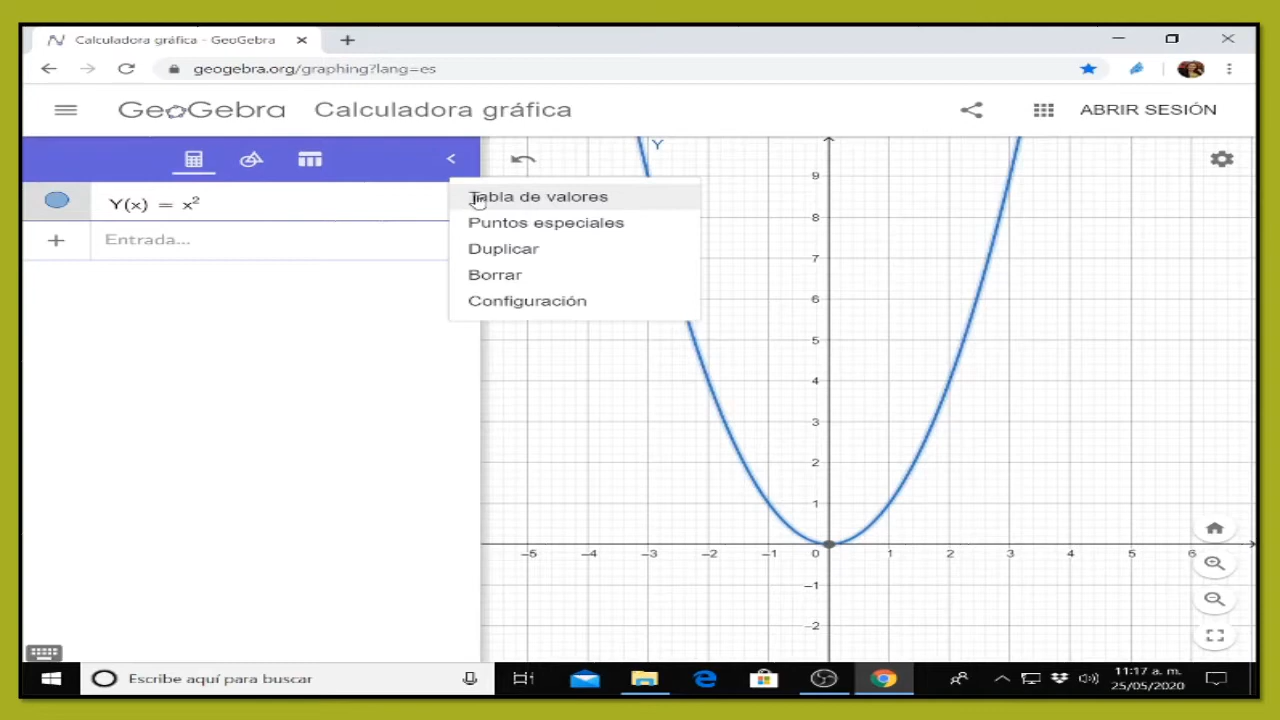 Calculadora gráfica - GeoGebra
geogebra.org/graphing?lang=es
GeoGebra Calculadora gráfica ABRIR SESIÓN
Y(x) = x²
Entrada...
Tabla de valores
Puntos especiales
Duplicar
Borrar
Configuración
Y
9
8
7
6
5
4
3
2
1
−5 −4 −3 −2 −1 0 1 2 3 4 5 6
−1
−2
Escribe aquí para buscar
11:17 a. m.
25/05/2020